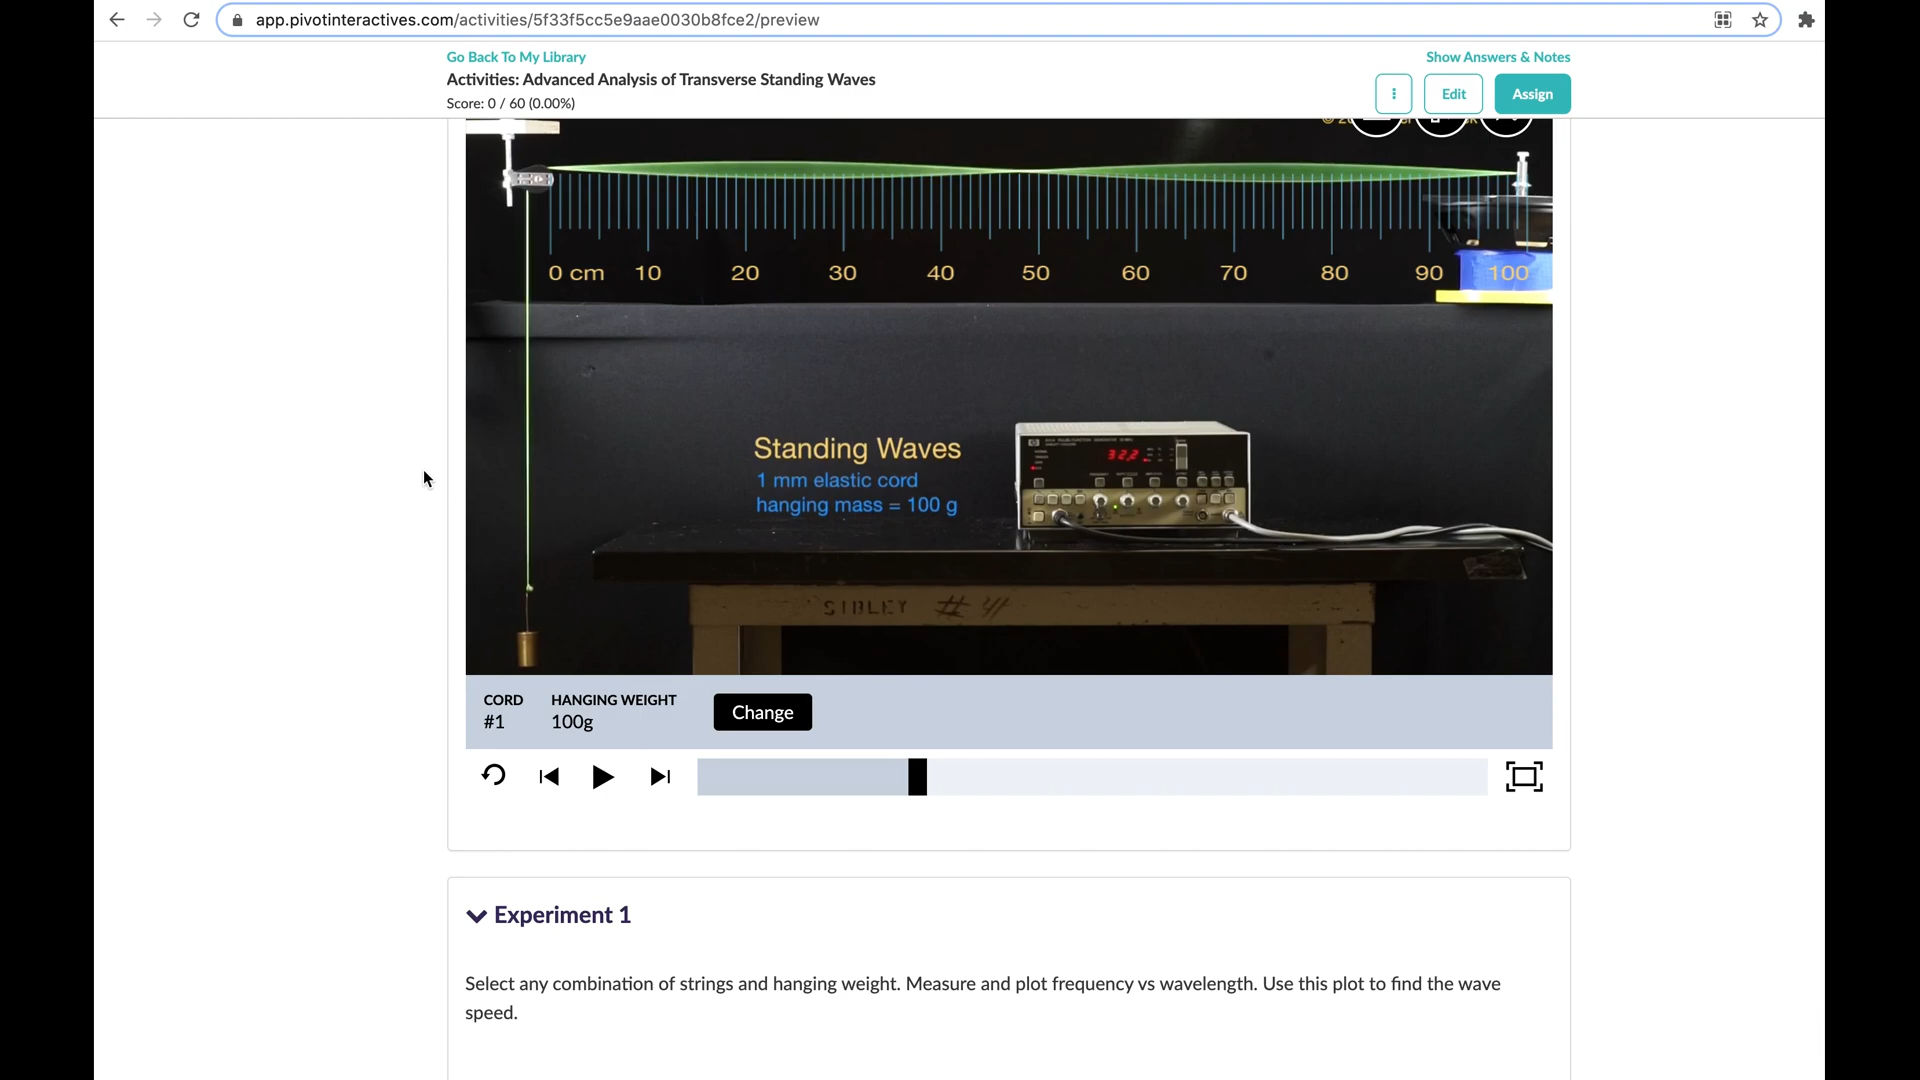 app.pivotinteractives.com/activities/5f33f5cc5e9aae0030b8fce2/preview
Go Back To My Library
Show Answers & Notes
Activities: Advanced Analysis of Transverse Standing Waves
Score: 0 / 60 (0.00%)
Edit
Assign
0 cm 10 20 30 40 50 60 70 80 90 100
Standing Waves
1 mm elastic cord
hanging mass = 100 g
32.2
SIBLEY # 41
CORD
#1
HANGING WEIGHT
100g
Change
Experiment 1
Select any combination of strings and hanging weight. Measure and plot frequency vs wavelength. Use this plot to find the wave
speed.